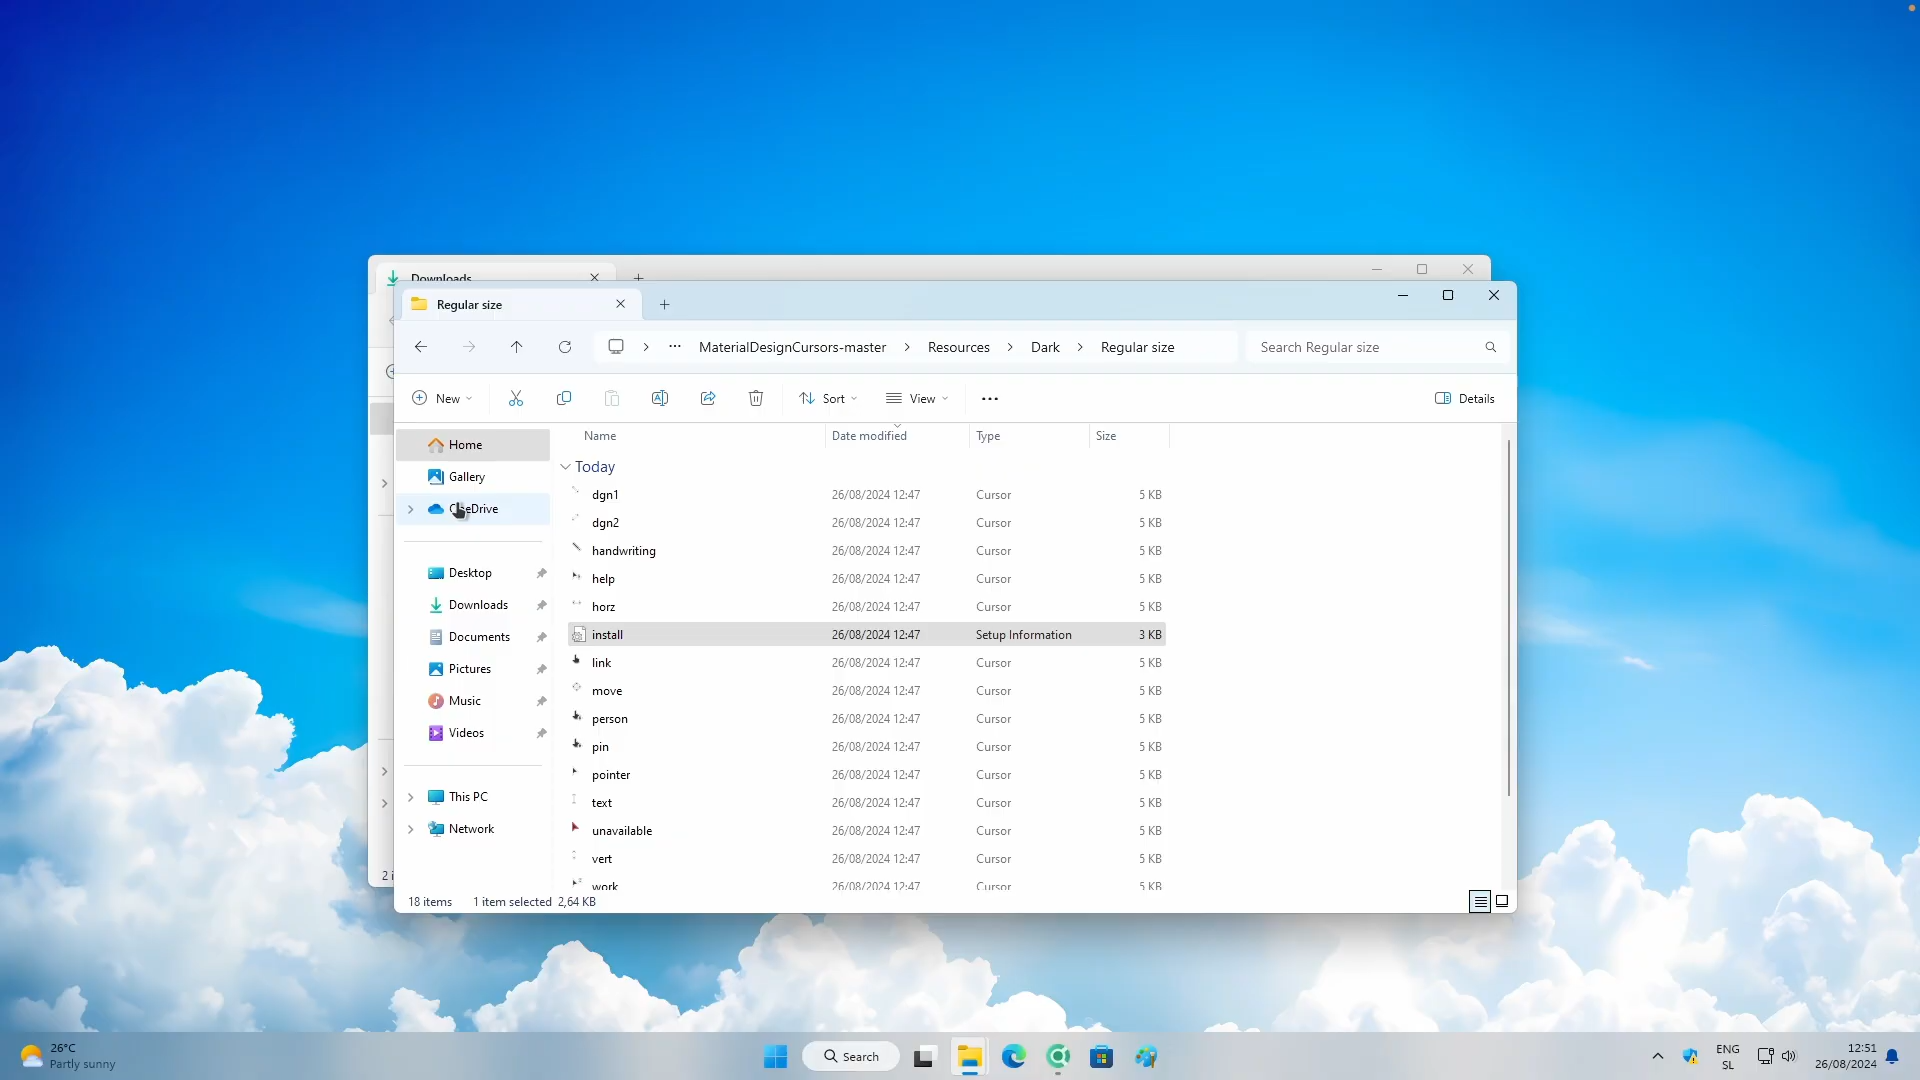 Downloads
Regular size
MaterialDesignCursors-master Resources Dark Regular size
Search Regular size
New
Sort
View
Details
Home
Gallery
OneDrive
Desktop
Downloads
Documents
Pictures
Music
Videos
This PC
Network
Name Date modified Type Size
Today
dgn1 26/08/2024 12:47 Cursor 5 KB
dgn2 26/08/2024 12:47 Cursor 5 KB
handwriting 26/08/2024 12:47 Cursor 5 KB
help 26/08/2024 12:47 Cursor 5 KB
horz 26/08/2024 12:47 Cursor 5 KB
install 26/08/2024 12:47 Setup Information 3 KB
link 26/08/2024 12:47 Cursor 5 KB
move 26/08/2024 12:47 Cursor 5 KB
person 26/08/2024 12:47 Cursor 5 KB
pin 26/08/2024 12:47 Cursor 5 KB
pointer 26/08/2024 12:47 Cursor 5 KB
text 26/08/2024 12:47 Cursor 5 KB
unavailable 26/08/2024 12:47 Cursor 5 KB
vert 26/08/2024 12:47 Cursor 5 KB
work 26/08/2024 12:47 Cursor 5 KB
2 i
18 items 1 item selected 2,64 KB
26°C
Partly sunny
Search
ENG
SL
12:51
26/08/2024